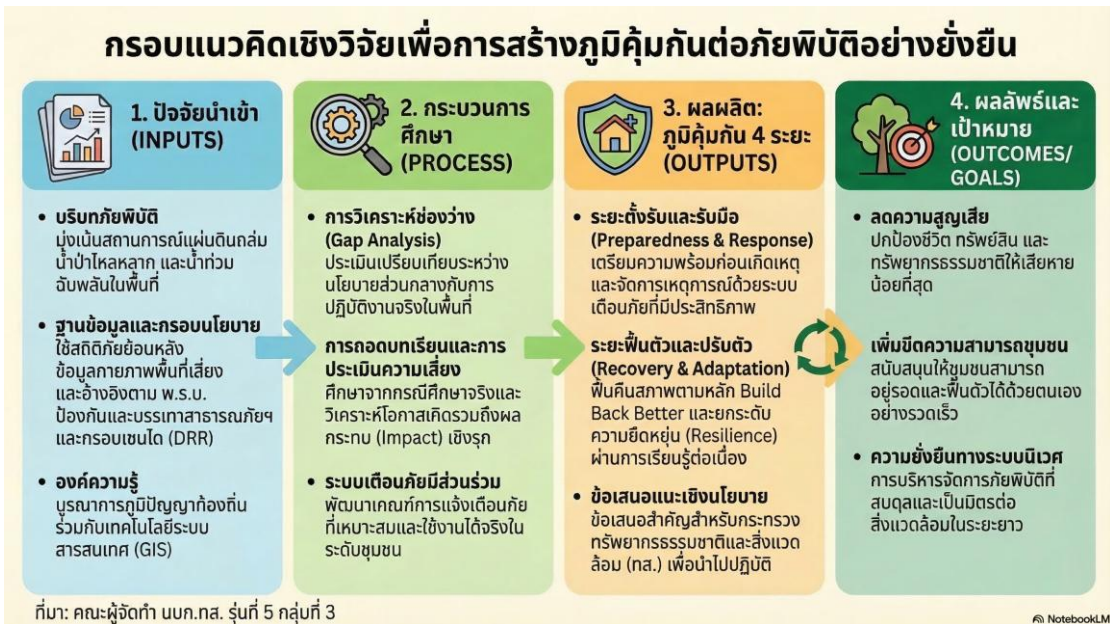 กรอบแนวคิดเชิงวิจัยเพื่อการสร้างภูมิคุ้มกันต่อภัยพิบัติอย่างยั่งยืน
1. ปัจจัยนำเข้า
(INPUTS)
• บริบทภัยพิบัติ
มุ่งเน้นสถานการณ์แผ่นดินถล่ม
น้ำป่าไหลหลาก และน้ำท่วม
ฉับพลันในพื้นที่
• ฐานข้อมูลและกรอบนโยบาย
ใช้สถิติภัยย้อนหลัง
ข้อมูลกายภาพพื้นที่เสี่ยง
และอ้างอิงตาม พ.ร.บ.
ป้องกันและบรรเทาสาธารณภัยฯ
และกรอบเซนได (DRR)
• องค์ความรู้
บูรณาการภูมิปัญญาท้องถิ่น
ร่วมกับเทคโนโลยีระบบ
สารสนเทศ (GIS)
2. กระบวนการ
ศึกษา
(PROCESS)
• การวิเคราะห์ช่องว่าง
(Gap Analysis)
ประเมินเปรียบเทียบระหว่าง
นโยบายส่วนกลางกับการ
ปฏิบัติงานจริงในพื้นที่
การถอดบทเรียนและการ
ประเมินความเสี่ยง
ศึกษาจากกรณีศึกษาจริงและ
วิเคราะห์โอกาสเกิดรวมถึงผล
กระทบ (Impact) เชิงรุก
• ระบบเตือนภัยมีส่วนร่วม
พัฒนาเกณฑ์การแจ้งเตือนภัย
ที่เหมาะสมและใช้งานได้จริงใน
ระดับชุมชน
3. ผลผลิต:
ภูมิคุ้มกัน 4 ระยะ
(OUTPUTS)
• ระยะตั้งรับและรับมือ
(Preparedness & Response)
เตรียมความพร้อมก่อนเกิดเหตุ
และจัดการเหตุการณ์ด้วยระบบ
เตือนภัยที่มีประสิทธิภาพ
ระยะฟื้นตัวและปรับตัว
(Recovery & Adaptation)
ฟื้นคืนสภาพตามหลัก Build
Back Better และยกระดับ
ความยืดหยุ่น (Resilience)
ผ่านการเรียนรู้ต่อเนื่อง
• ข้อเสนอแนะเชิงนโยบาย
ข้อเสนอสำคัญสำหรับกระทรวง
ทรัพยากรธรรมชาติและสิ่งแวด
ล้อม (ทส.) เพื่อนำไปปฏิบัติ
4. ผลลัพธ์และ
เป้าหมาย
(OUTCOMES/
GOALS)
• ลดความสูญเสีย
ปกป้องชีวิต ทรัพย์สิน และ
ทรัพยากรธรรมชาติให้เสียหาย
น้อยที่สุด
เพิ่มขีดความสามารถชุมชน
สนับสนุนให้ชุมชนสามารถ
อยู่รอดและฟื้นตัวได้ด้วยตนเอง
อย่างรวดเร็ว
• ความยั่งยืนทางระบบนิเวศ
การบริหารจัดการภัยพิบัติที่
สมดุลและเป็นมิตรต่อ
สิ่งแวดล้อมในระยะยาว
ที่มา: คณะผู้จัดทำ นบก.ทส. รุ่นที่ 5 กลุ่มที่ 3
NotebookLM